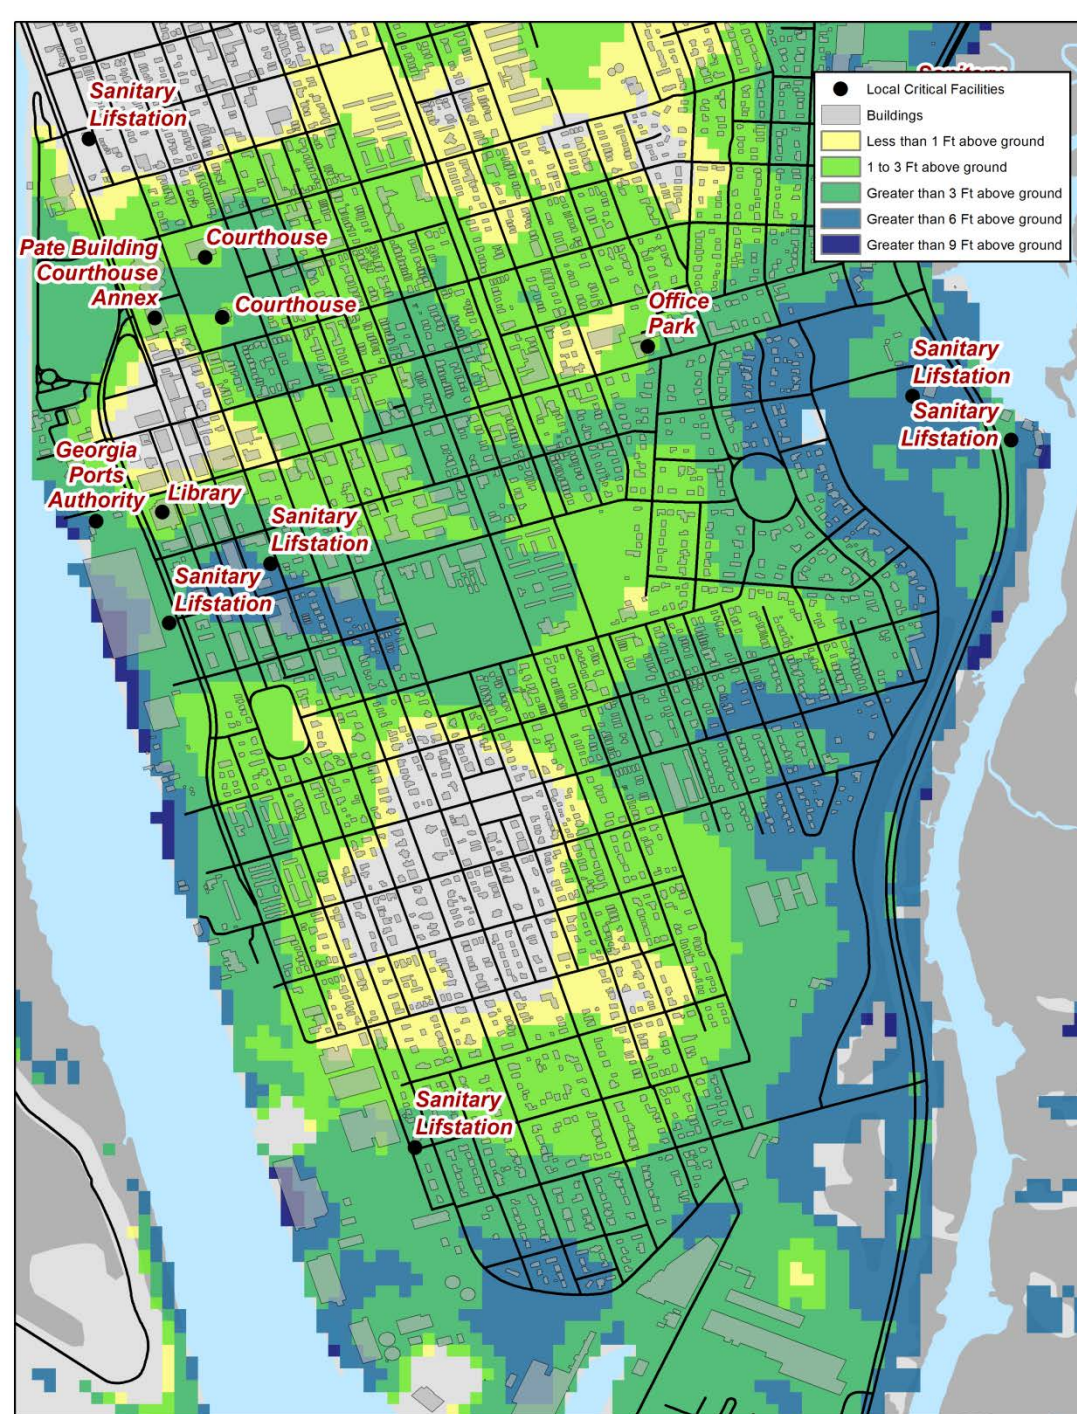 Sanitary
Local Critical Facilities
Buildings
Less than 1 Ft above ground
1 to 3 Ft above ground
Greater than 3 Ft above ground
Greater than 6 Ft above ground
Greater than 9 Ft above ground
Sanitary
Lifstation
Pate Building
Courthouse
Annex
Courthouse
Courthouse
Office
Park
Sanitary
Lifstation
Sanitary
Lifstation
Georgia
Ports
Authority
Library
Sanitary
Lifstation
Sanitary
Lifstation
Sanitary
Lifstation